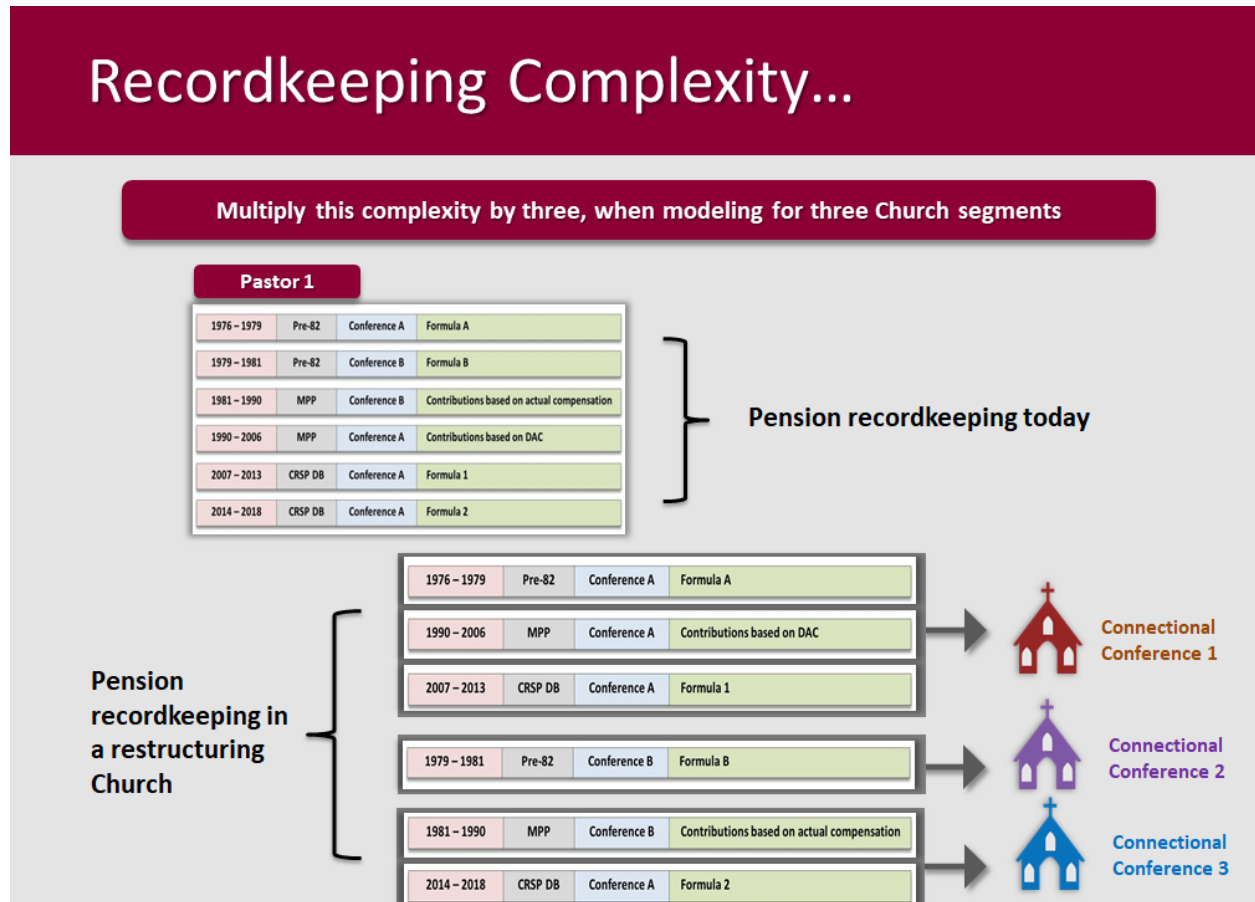 Recordkeeping Complexity...
Multiply this complexity by three, when modeling for three Church segments
Pastor 1
1976 – 1979 Pre-82 Conference A Formula A
1979 – 1981 Pre-82 Conference B Formula B
1981 – 1990 MPP Conference B Contributions based on actual compensation
1990 – 2006 MPP Conference A Contributions based on DAC
2007 – 2013 CRSP DB Conference A Formula 1
2014 – 2018 CRSP DB Conference A Formula 2
Pension recordkeeping today
Pension
recordkeeping in
a restructuring
Church
1976 – 1979 Pre-82 Conference A Formula A
1990 – 2006 MPP Conference A Contributions based on DAC
2007 – 2013 CRSP DB Conference A Formula 1
Connectional
Conference 1
1979 – 1981 Pre-82 Conference B Formula B
Connectional
Conference 2
1981 – 1990 MPP Conference B Contributions based on actual compensation
2014 – 2018 CRSP DB Conference A Formula 2
Connectional
Conference 3